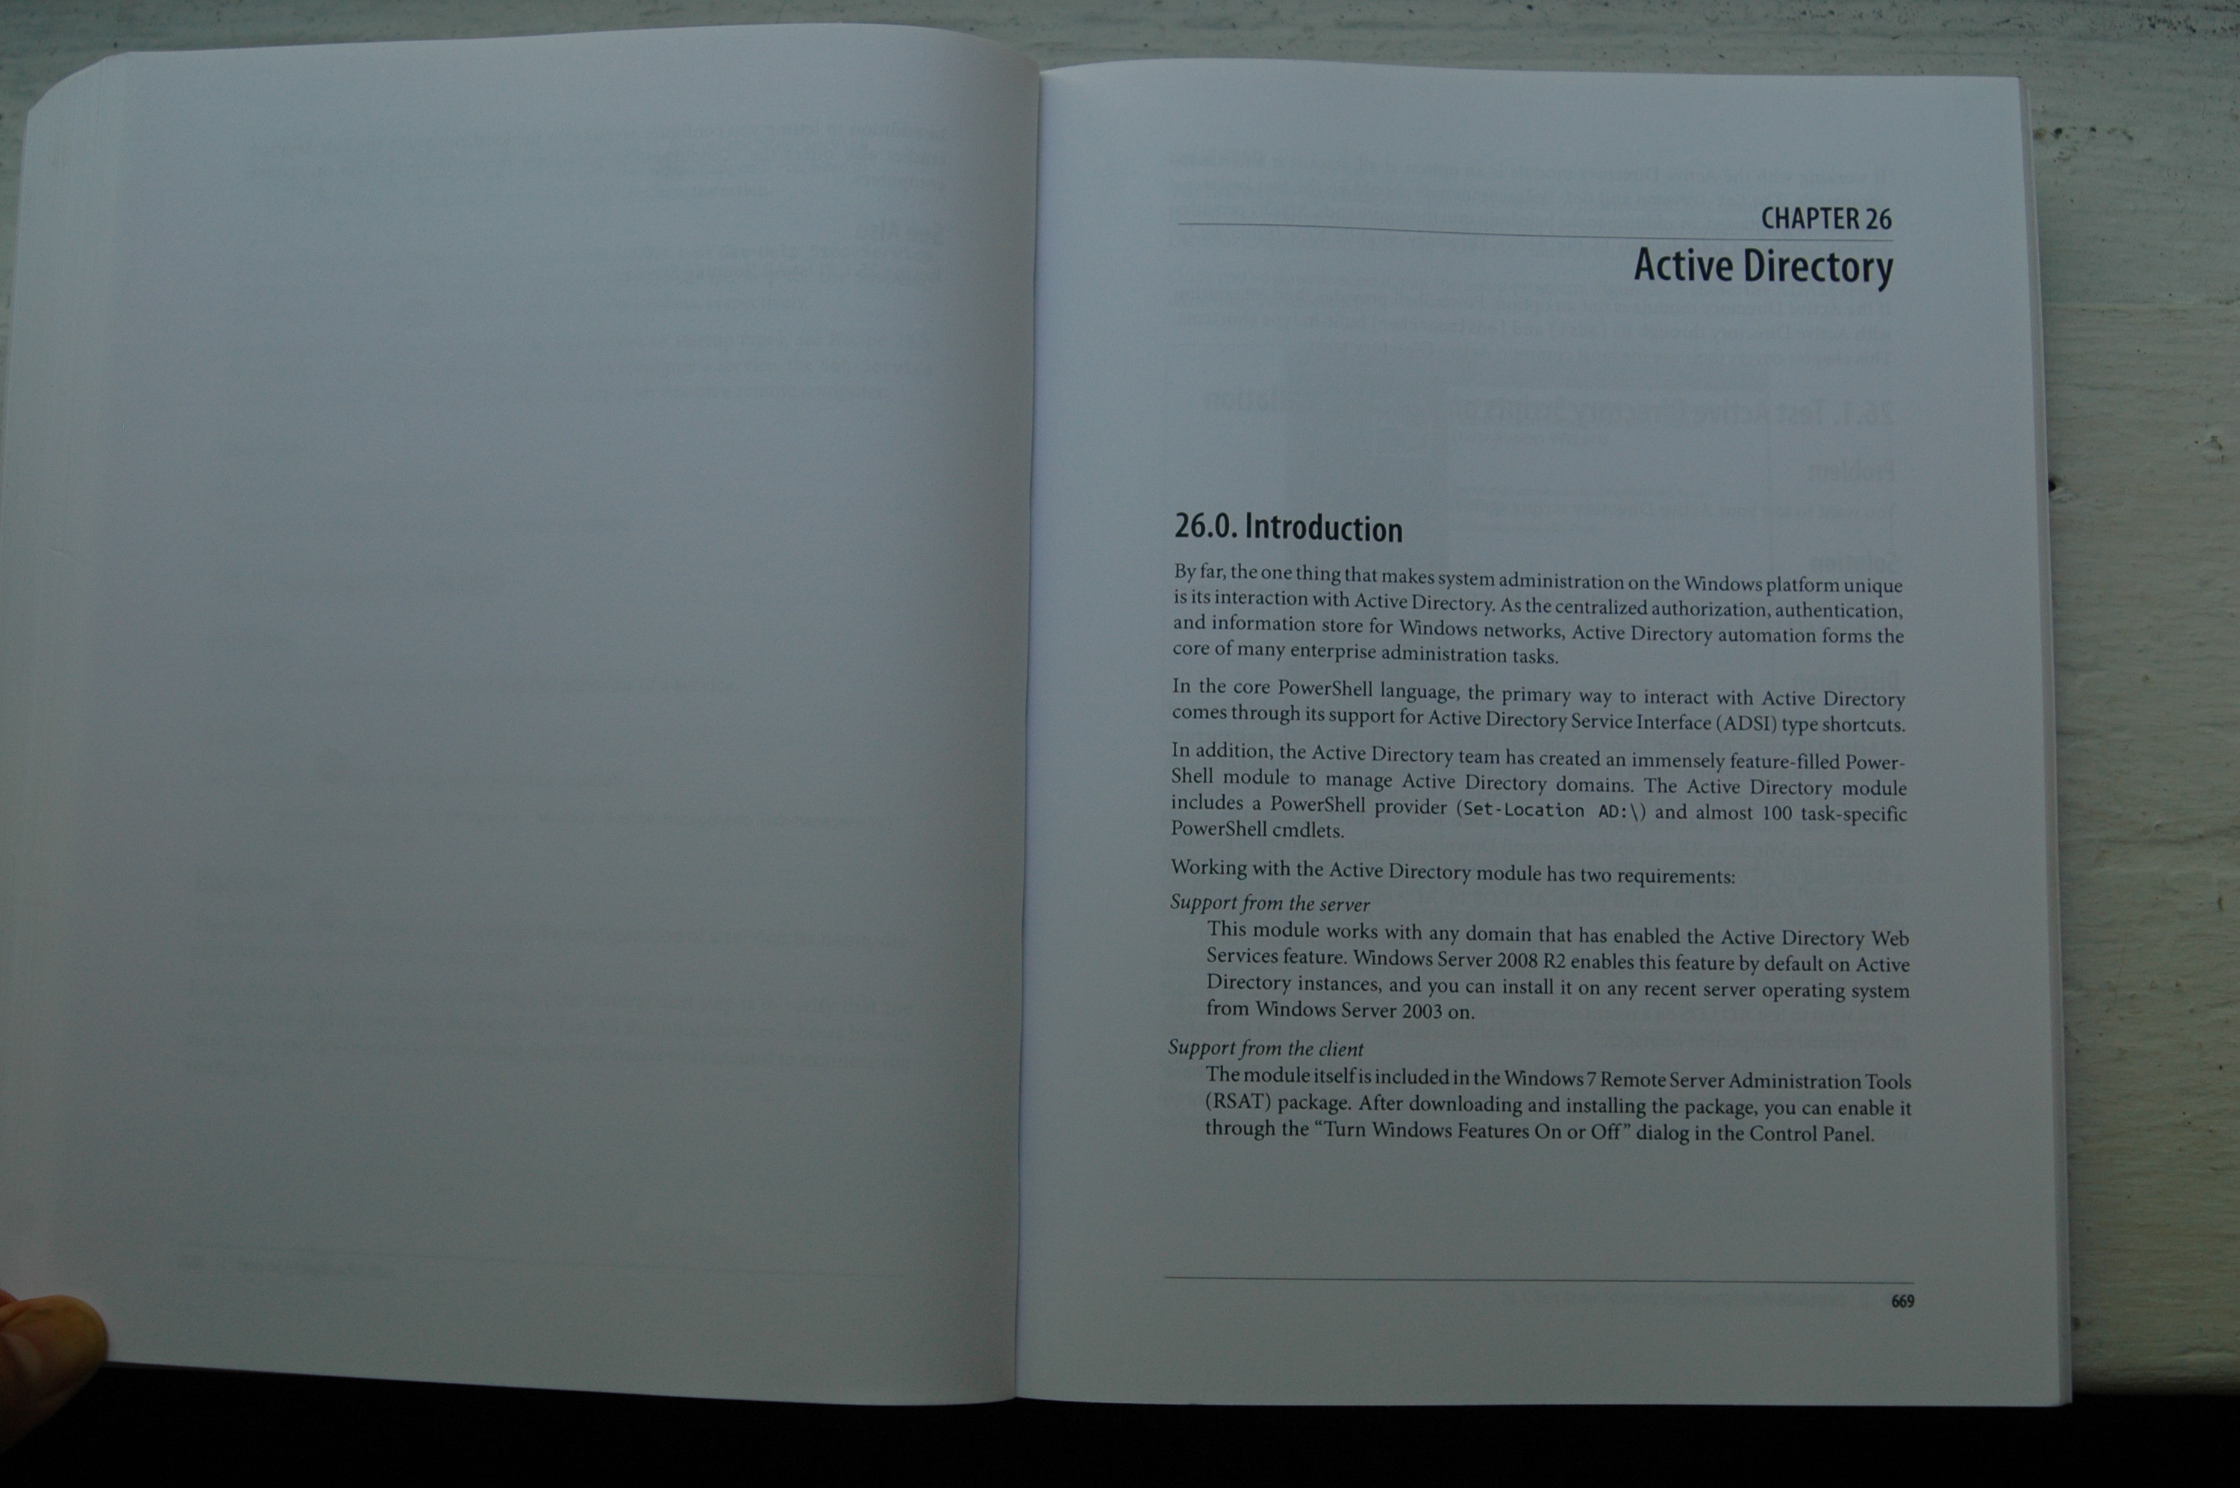 CHAPTER 26
Active Directory
26.0. Introduction
By far, the one thing that makes system administration on the Windows platform unique
is its interaction with Active Directory. As the centralized authorization, authentication,
and information store for Windows networks, Active Directory automation forms the
core of many enterprise administration tasks.
In the core PowerShell language, the primary way to interact with Active Directory
comes through its support for Active Directory Service Interface (ADSI) type shortcuts.
In addition, the Active Directory team has created an immensely feature-filled Power-
Shell module to manage Active Directory domains. The Active Directory module
includes a PowerShell provider (Set-Location AD:\) and almost 100 task-specific
PowerShell cmdlets.
Working with the Active Directory module has two requirements:
Support from the server
This module works with any domain that has enabled the Active Directory Web
Services feature. Windows Server 2008 R2 enables this feature by default on Active
Directory instances, and you can install it on any recent server operating system
from Windows Server 2003 on.
Support from the client
The module itself is included in the Windows 7 Remote Server Administration Tools
(RSAT) package. After downloading and installing the package, you can enable it
through the “Turn Windows Features On or Off” dialog in the Control Panel.
669